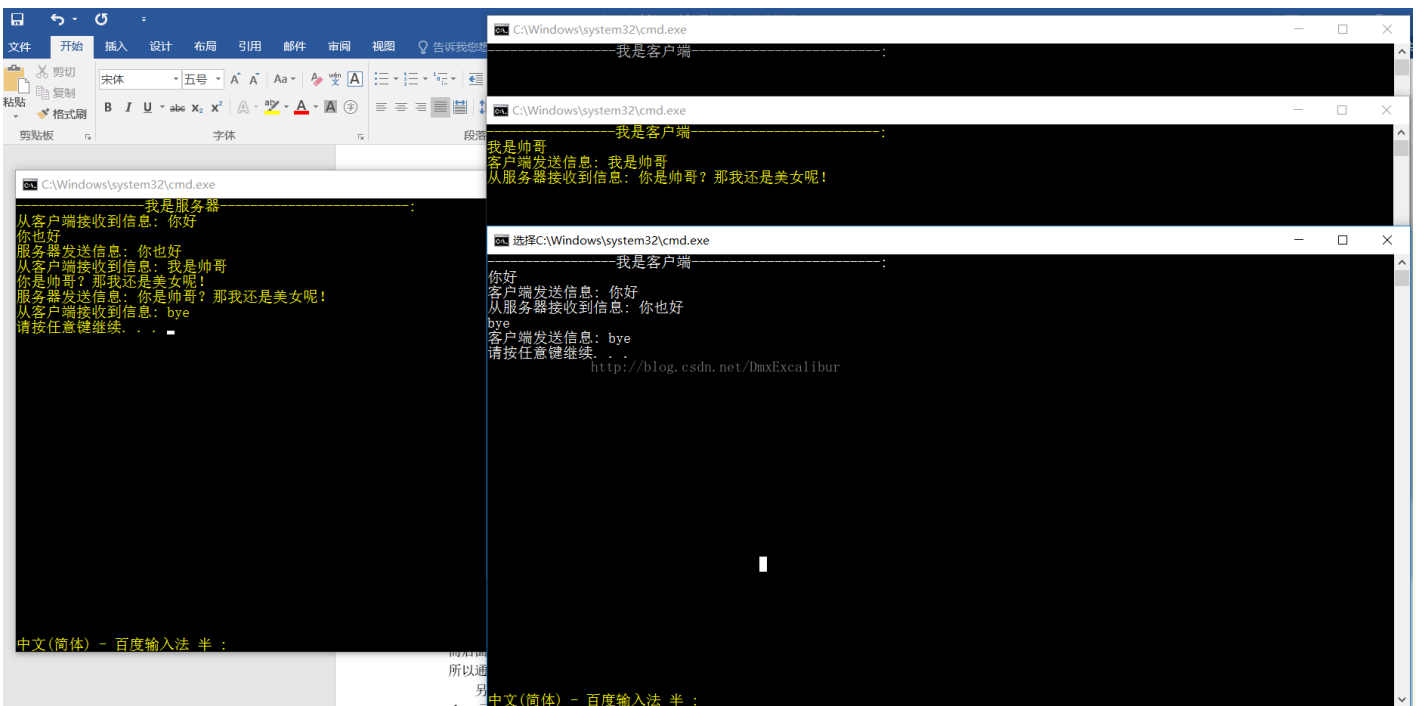 文件 开始 插入 设计 布局 引用 邮件 审阅 视图 告诉我您想
剪切
复制
粘贴 格式刷
宋体 五号
剪贴板 字体 段落
C:\Windows\system32\cmd.exe
-----------------我是服务器-------------------------:
从客户端接收到信息: 你好
你也好
服务器发送信息: 你也好
从客户端接收到信息: 我是帅哥
你是帅哥? 那我还是美女呢!
服务器发送信息: 你是帅哥? 那我还是美女呢!
从客户端接收到信息: bye
请按任意键继续. . .
中文(简体) - 百度输入法 半 :
C:\Windows\system32\cmd.exe
-----------------我是客户端-------------------------:
C:\Windows\system32\cmd.exe
-----------------我是客户端-------------------------:
我是帅哥
客户端发送信息: 我是帅哥
从服务器接收到信息: 你是帅哥? 那我还是美女呢!
选择C:\Windows\system32\cmd.exe
-----------------我是客户端-------------------------:
你好
客户端发送信息: 你好
从服务器接收到信息: 你也好
bye
客户端发送信息: bye
请按任意键继续. . .
http://blog.csdn.net/DmxExcalibur
中文(简体) - 百度输入法 半 :
所以通
另